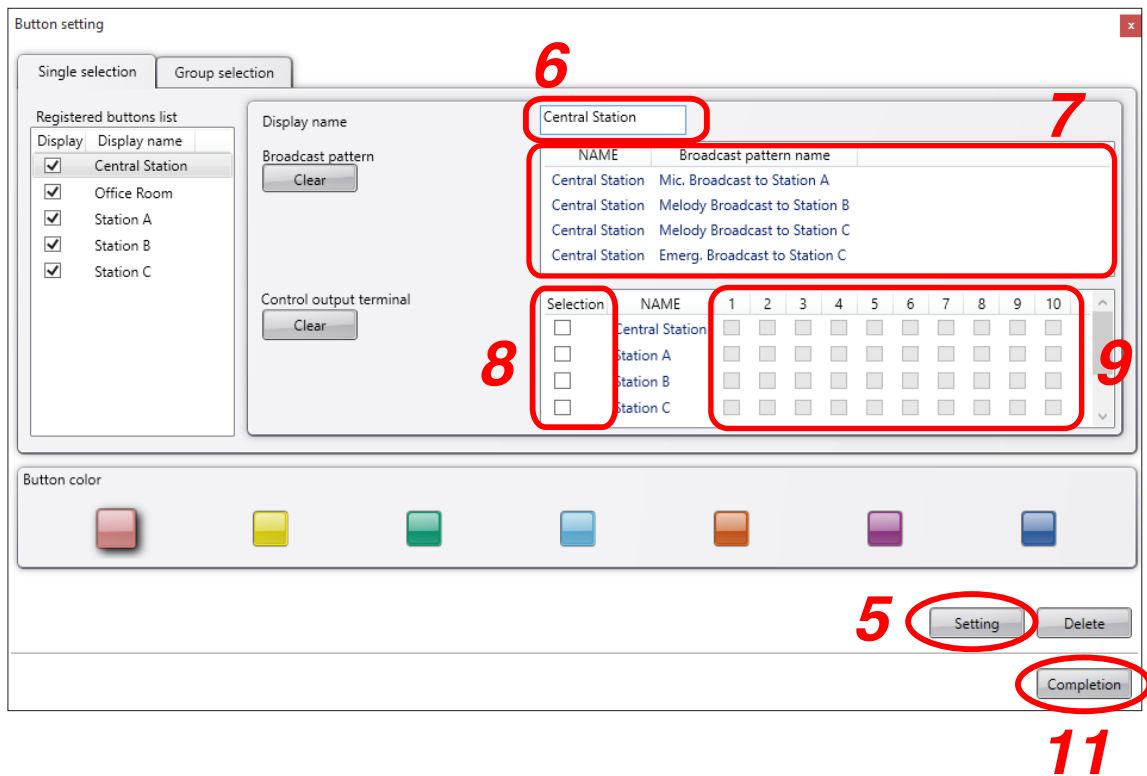 Button setting
x
Single selection Group selection
6
7
Registered buttons list
Display Display name
Central Station
Office Room
Station A
Station B
Station C
Display name Central Station
Broadcast pattern
Clear
NAME Broadcast pattern name
Central Station Mic. Broadcast to Station A
Central Station Melody Broadcast to Station B
Central Station Melody Broadcast to Station C
Central Station Emerg. Broadcast to Station C
Control output terminal
Clear
8
Selection NAME 1 2 3 4 5 6 7 8 9 10
Central Station
Station A
Station B
Station C
9
Button color
5
Setting Delete
Completion
11